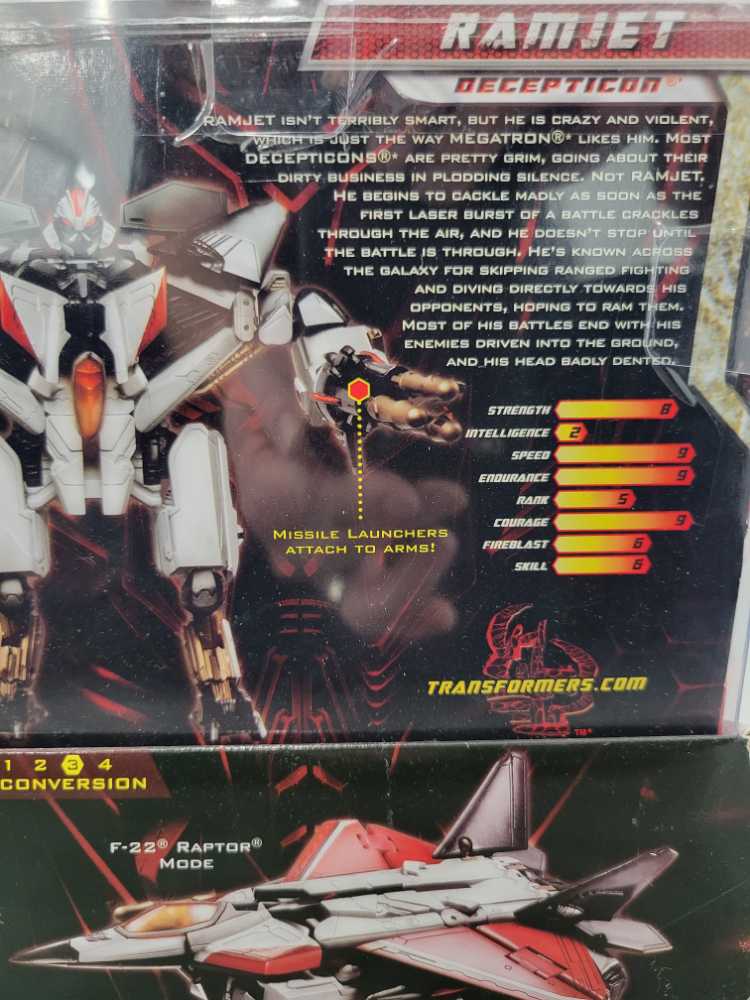 RAMJET
DECEPTICON®*
RAMJET ISN'T TERRIBLY SMART, BUT HE IS CRAZY AND VIOLENT,
WHICH IS JUST THE WAY MEGATRON®* LIKES HIM. MOST
DECEPTICONS®* ARE PRETTY GRIM, GOING ABOUT THEIR
DIRTY BUSINESS IN PLODDING SILENCE. NOT RAMJET.
HE BEGINS TO CACKLE MADLY AS SOON AS THE
FIRST LASER BURST OF A BATTLE CRACKLES
THROUGH THE AIR, AND HE DOESN'T STOP UNTIL
THE BATTLE IS THROUGH. HE'S KNOWN ACROSS
THE GALAXY FOR SKIPPING RANGED FIGHTING
AND DIVING DIRECTLY TOWARDS HIS
OPPONENTS, HOPING TO RAM THEM.
MOST OF HIS BATTLES END WITH HIS
ENEMIES DRIVEN INTO THE GROUND,
AND HIS HEAD BADLY DENTED.
STRENGTH 8
INTELLIGENCE 2
SPEED 9
ENDURANCE 9
RANK 5
COURAGE 9
FIREBLAST 6
SKILL 6
MISSILE LAUNCHERS
ATTACH TO ARMS!
TRANSFORMERS.COM
TM*
1 2 3 4
CONVERSION
F-22® RAPTOR®
MODE